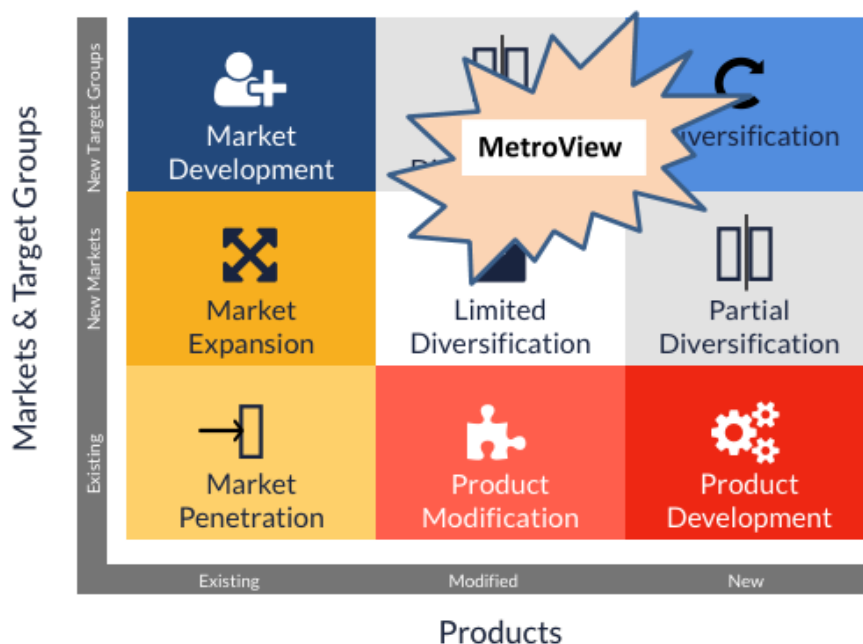 Markets & Target Groups
New Target Groups
New Markets
Existing
Market
Development
MetroView
Market
Expansion
Limited
Diversification
Partial
Diversification
Market
Penetration
Product
Modification
Product
Development
Existing
Modified
New
Products